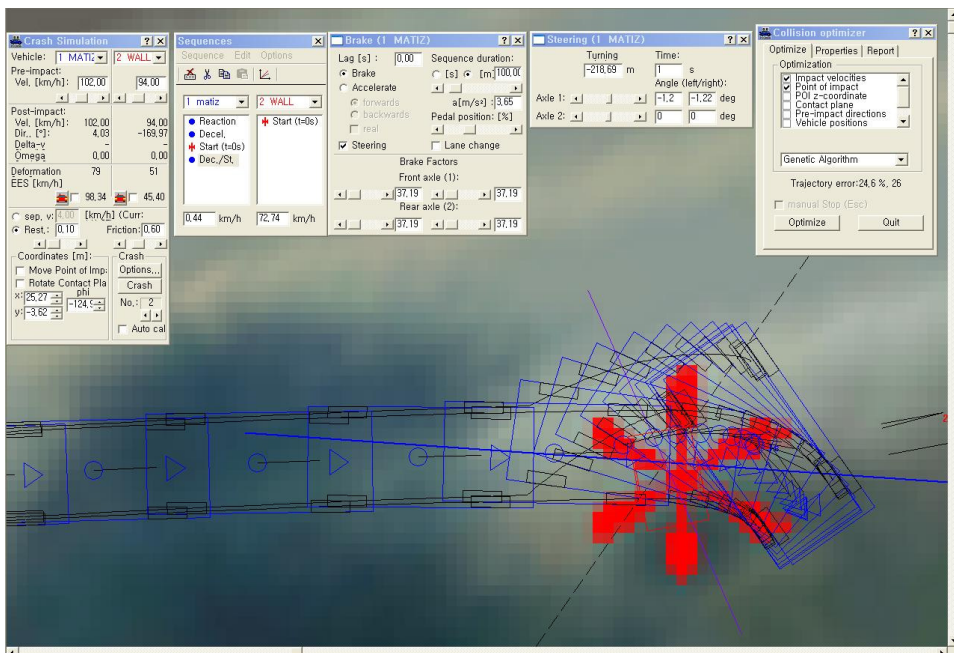 Crash Simulation
Vehicle: 1 MATIZ 2 WALL
Pre-impact:
Vel, [km/h] 102,00 94,00
Post-impact:
Vel, [km/h]: 102,00 94,00
Dir,, [°]: 4,03 -169,97
Delta-v - -
Omega 0,00 0,00
Deformation 79 51
EES [km/h]
98,34 45,40
sep, v: 4,00 [km/h] (Curr:
Rest,: 0,10 Friction: 0,60
Coordinates [m]:
Move Point of Imp:
Rotate Contact Pla
phi
x: 25,27 -124,9
y: -3,62
Crash
Options,,,
Crash
No,: 2
Auto cal
Sequences
Sequence Edit Options
1 matiz 2 WALL
Reaction
Decel,
Start (t=0s)
Dec,/St,
Start (t=0s)
0,44 km/h 72,74 km/h
Brake (1 MATIZ)
Lag [s] : 0,00 Sequence duration:
Brake [s] [m] 100,00
Accelerate
forwards a[m/s²] : 3,65
backwards Pedal position: [%]
real
Steering Lane change
Brake Factors
Front axle (1):
37,19 37,19
Rear axle (2):
37,19 37,19
Steering (1 MATIZ)
Turning Time:
-218,69 m 1 s
Angle (left/right):
Axle 1: -1,2 -1,22 deg
Axle 2: 0 0 deg
Collision optimizer
Optimize Properties Report
Optimization
Impact velocities
Point of impact
POI z-coordinate
Contact plane
Pre-impact directions
Vehicle positions
Genetic Algorithm
Trajectory error:24,6 %, 26
manual Stop (Esc)
Optimize Quit
2